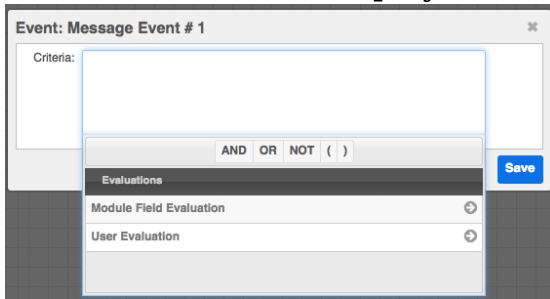 Event: Message Event # 1
Criteria:
AND OR NOT ( )
Save
Evaluations
Module Field Evaluation
User Evaluation